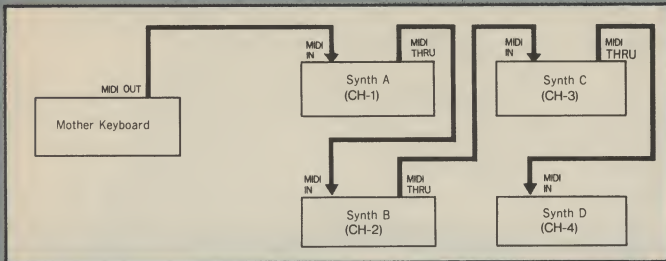 MIDI OUT
Mother Keyboard
MIDI
IN
MIDI
THRU
Synth A
(CH-1)
MIDI
IN
MIDI
THRU
Synth B
(CH-2)
MIDI
IN
MIDI
THRU
Synth C
(CH-3)
MIDI
IN
Synth D
(CH-4)